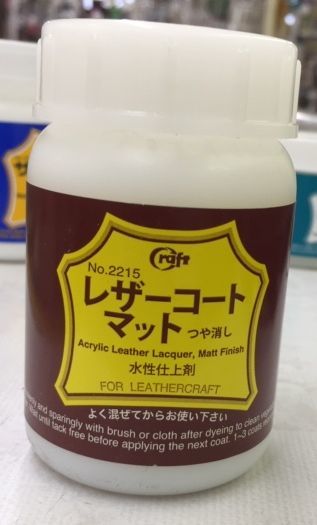 Craft
No.2215
レザーコート
マット つや消し
Acrylic Leather Lacquer, Matt Finish
水性仕上剤
FOR LEATHERCRAFT
よく混ぜてからお使い下さい
and sparingly with brush or cloth after dyeing to clean
until tack free before applying the next coat. 1~3 coats